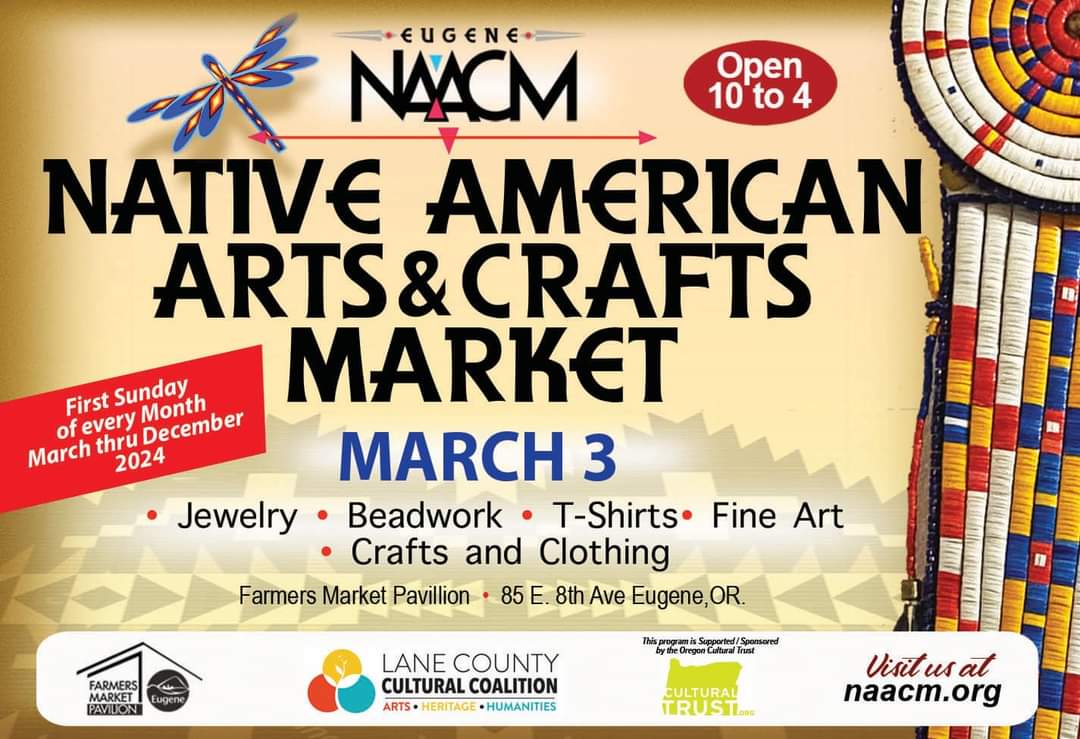 EUGENE
NAACM
Open
10 to 4
NATIVE AMERICAN
ARTS & CRAFTS
MARKET
First Sunday
of every Month
March thru December
2024
MARCH 3
• Jewelry • Beadwork • T-Shirts • Fine Art
• Crafts and Clothing
Farmers Market Pavillion • 85 E. 8th Ave Eugene,OR.
FARMERS
MARKET
PAVILION
Eugene
LANE COUNTY
CULTURAL COALITION
ARTS • HERITAGE • HUMANITIES
This program is Supported / Sponsored
by the Oregon Cultural Trust
CULTURAL
TRUST.ORG
Visit us at
naacm.org